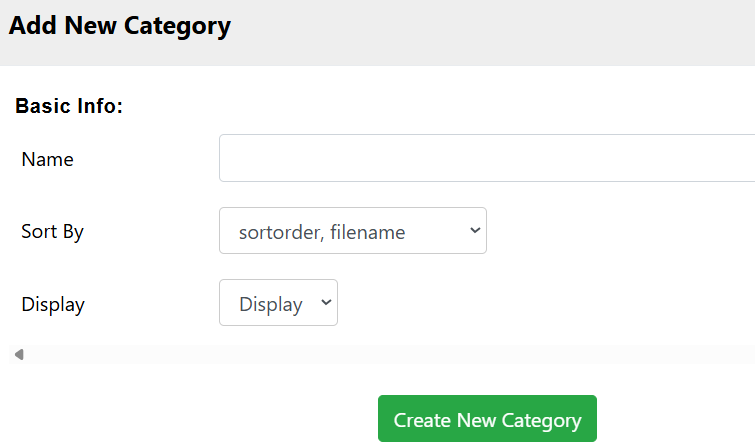 Add New Category
Basic Info:
Name
Sort By sortorder, filename
Display Display
Create New Category